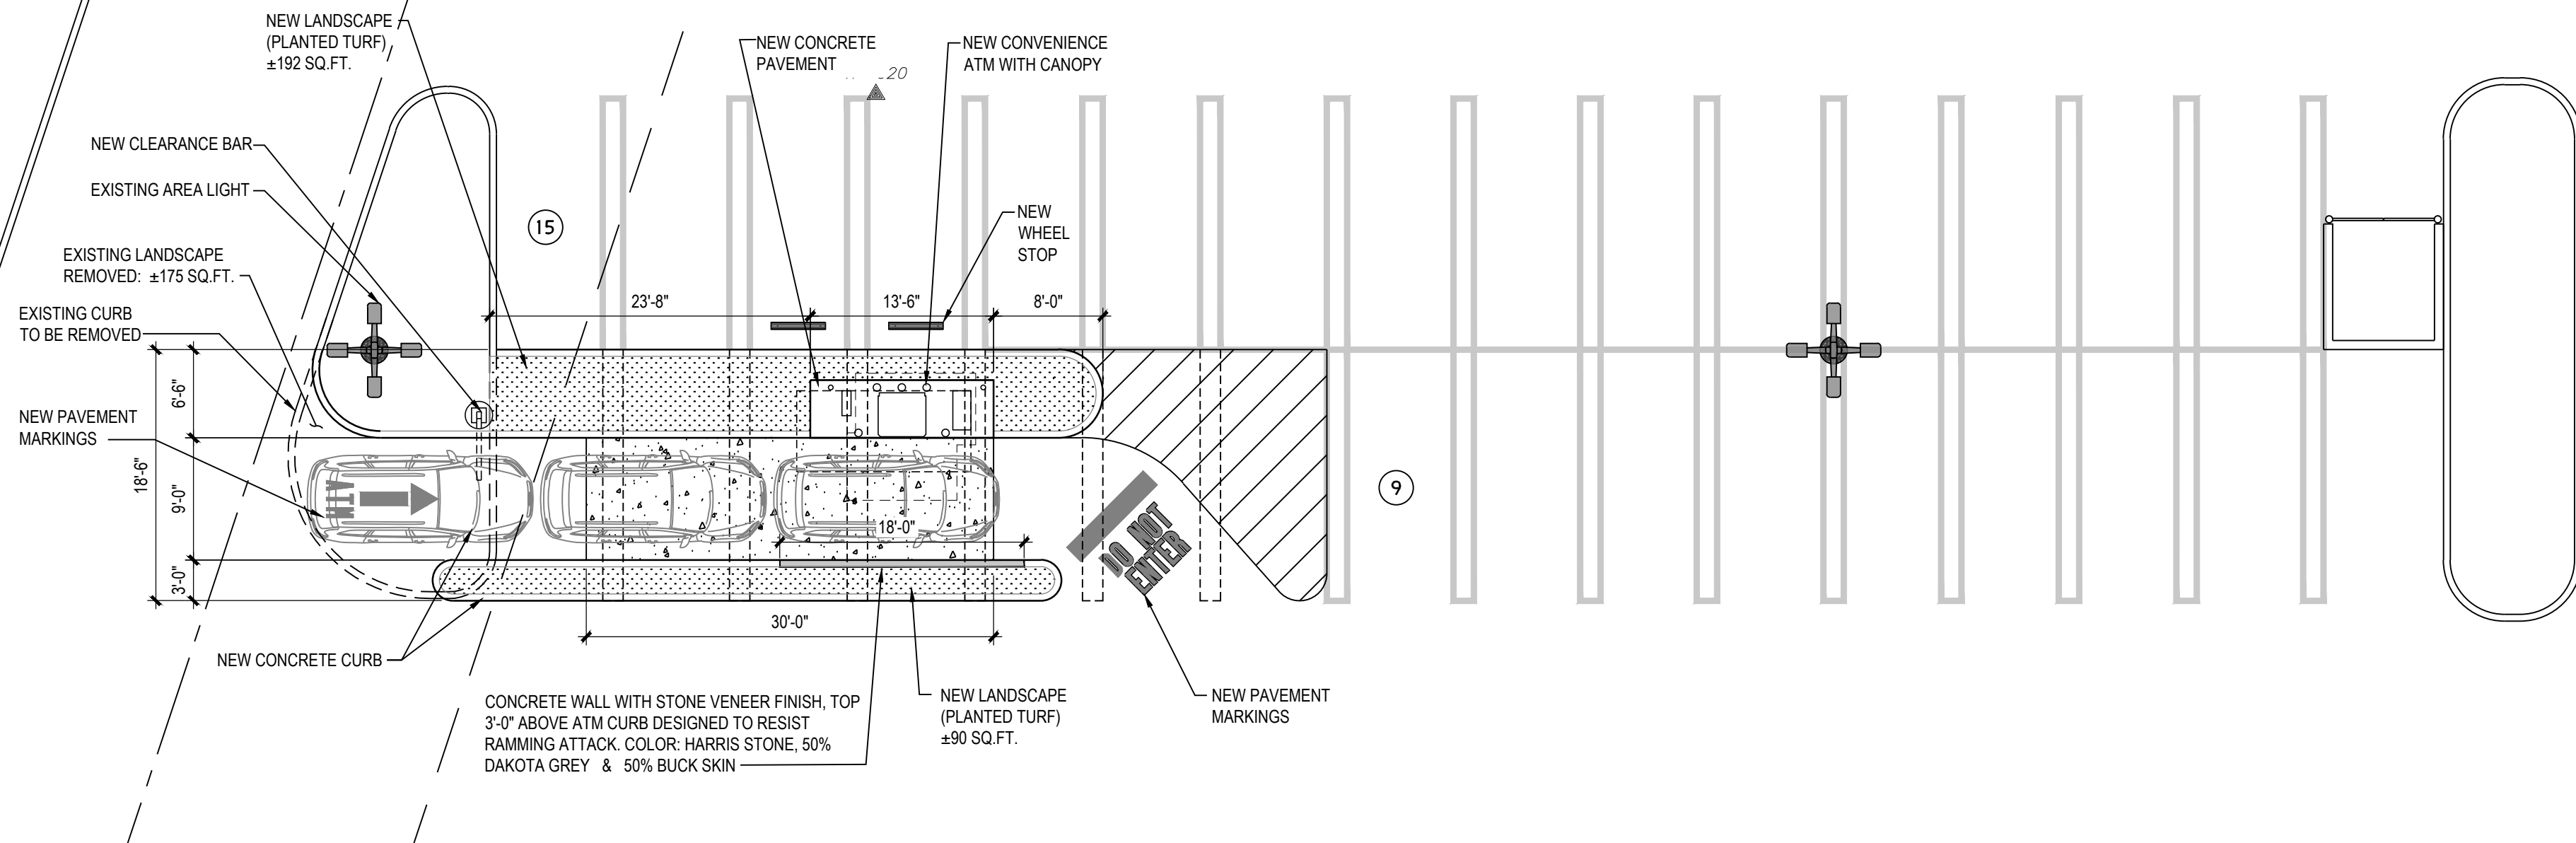 NEW LANDSCAPE
(PLANTED TURF)
±192 SQ.FT.
NEW CONCRETE
PAVEMENT
20
NEW CONVENIENCE
ATM WITH CANOPY
NEW CLEARANCE BAR
EXISTING AREA LIGHT
EXISTING LANDSCAPE
REMOVED: ±175 SQ.FT.
EXISTING CURB
TO BE REMOVED
NEW PAVEMENT
MARKINGS
15
NEW
WHEEL
STOP
23'-8"
13'-6"
8'-0"
6'-6"
18'-6"
9'-0"
3'-0"
ATM
18'-0"
DO NOT
ENTER
9
30'-0"
NEW CONCRETE CURB
CONCRETE WALL WITH STONE VENEER FINISH, TOP
3'-0" ABOVE ATM CURB DESIGNED TO RESIST
RAMMING ATTACK. COLOR: HARRIS STONE, 50%
DAKOTA GREY & 50% BUCK SKIN
NEW LANDSCAPE
(PLANTED TURF)
±90 SQ.FT.
NEW PAVEMENT
MARKINGS